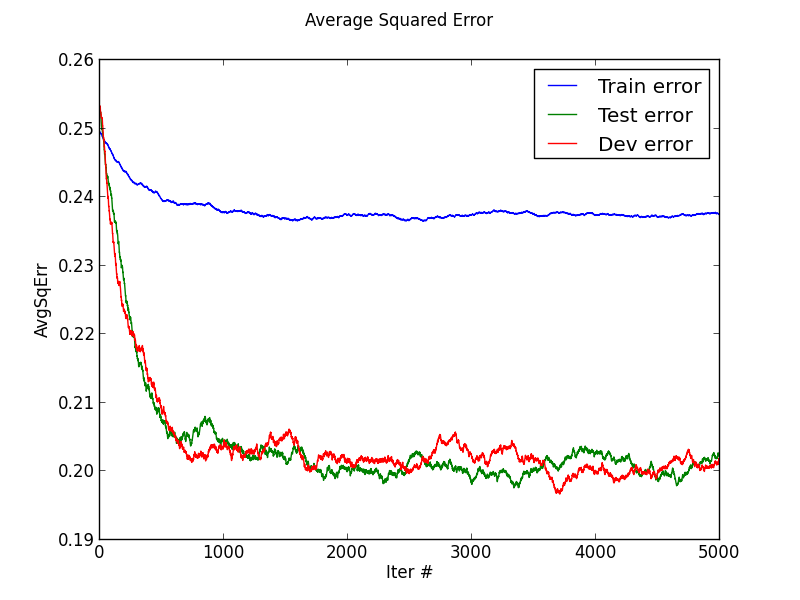 Average Squared Error
0.26
0.25
0.24
0.23
0.22
0.21
0.20
0.19
AvgSqErr
Train error
Test error
Dev error
0 1000 2000 3000 4000 5000
Iter #